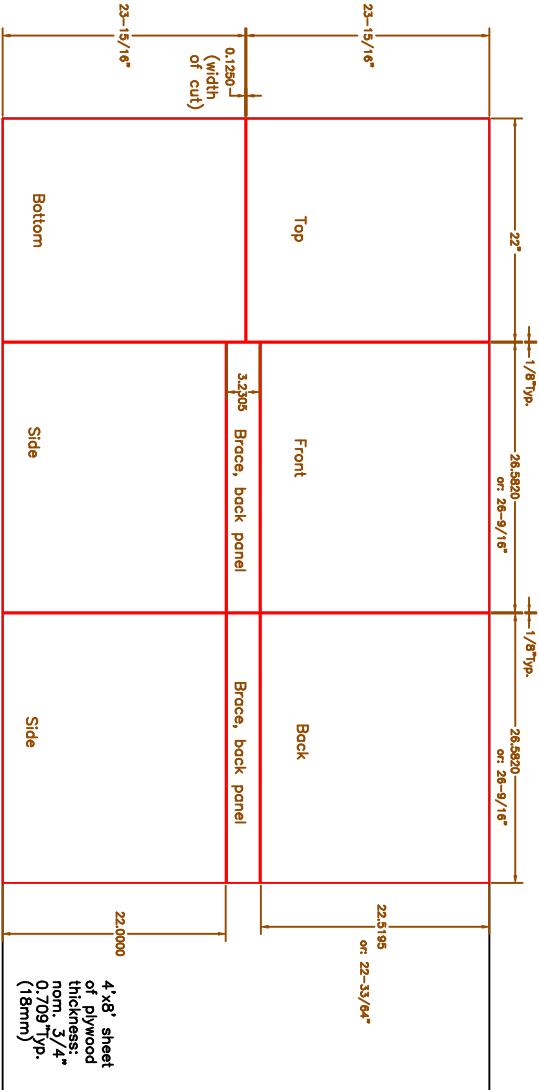 23-15/16"
23-15/16"
0.1250
(width
of cut)
22"
1/8"Typ.
26.5820
or: 26-9/16"
1/8"Typ.
26.5820
or: 26-9/16"
Top
Bottom
Front
3.2305
Brace, back panel
Side
Back
Brace, back panel
Side
22.5195
or: 22-33/64"
22.0000
4'x8' sheet
of plywood
thickness:
nom. 3/4"
0.709"Typ.
(18mm)